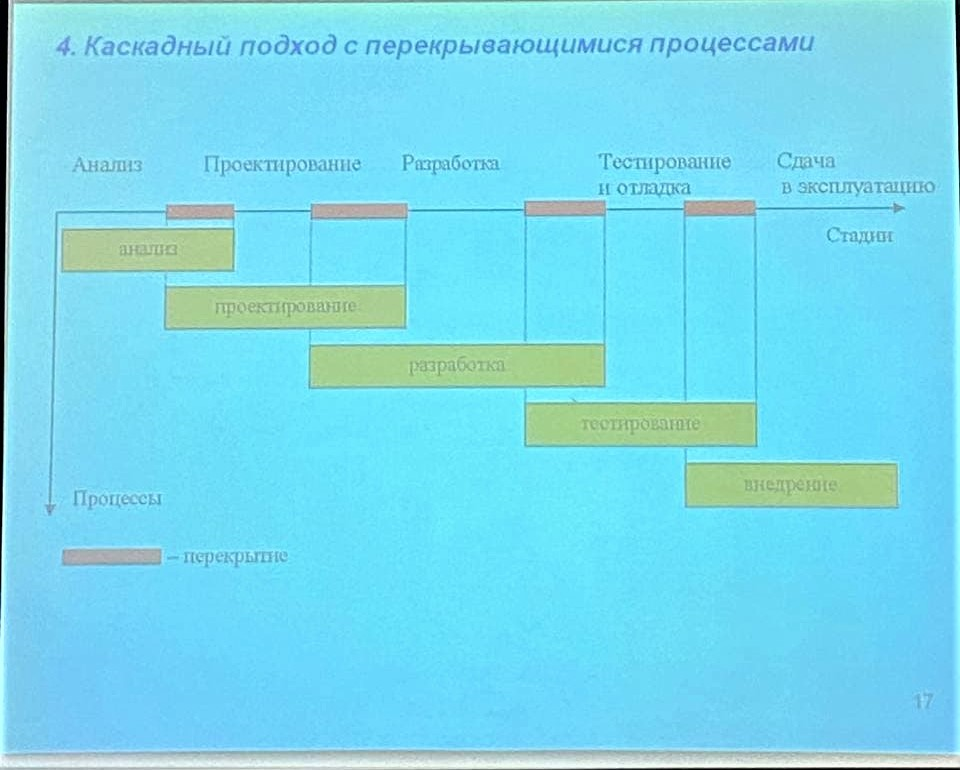 4. Каскадный подход с перекрывающимися процессами
Анализ Проектирование Разработка Тестирование Сдача
и отладка в эксплуатацию
Стадии
анализ
проектирование
разработка
тестирование
внедрение
Процессы
– перекрытие
17